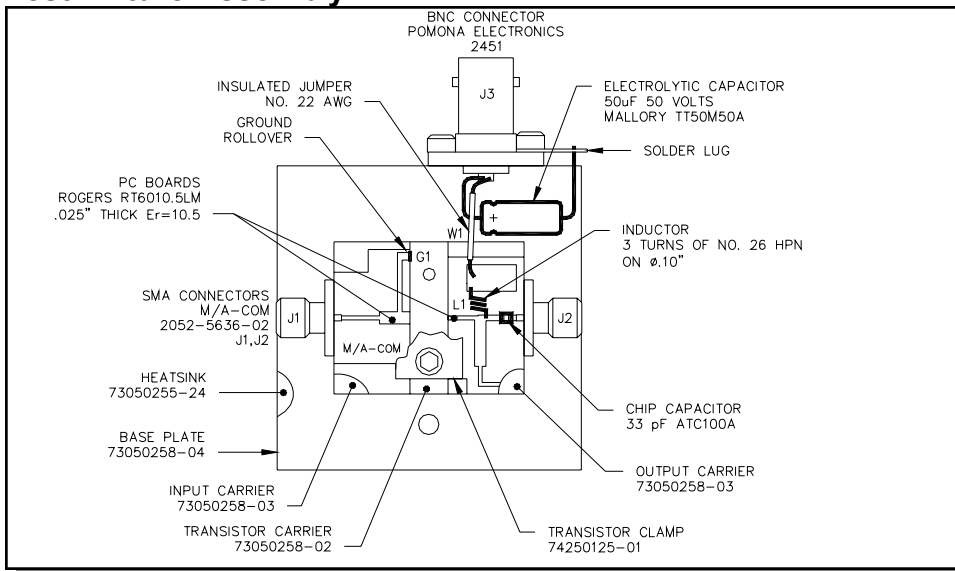 BNC CONNECTOR
POMONA ELECTRONICS
2451
J3
INSULATED JUMPER
NO. 22 AWG
GROUND
ROLLOVER
ELECTROLYTIC CAPACITOR
50uF 50 VOLTS
MALLORY TT50M50A
SOLDER LUG
PC BOARDS
ROGERS RT6010.5LM
.025" THICK Er=10.5
+
W1
G1
INDUCTOR
3 TURNS OF NO. 26 HPN
ON ø.10"
L1
SMA CONNECTORS
M/A-COM
2052-5636-02
J1,J2
J1
J2
M/A-COM
HEATSINK
73050255-24
CHIP CAPACITOR
33 pF ATC100A
BASE PLATE
73050258-04
OUTPUT CARRIER
73050258-03
INPUT CARRIER
73050258-03
TRANSISTOR CARRIER
73050258-02
TRANSISTOR CLAMP
74250125-01